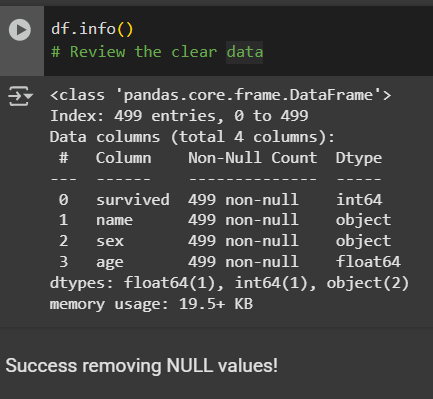 df.info()
# Review the clear data
<class 'pandas.core.frame.DataFrame'>
Index: 499 entries, 0 to 499
Data columns (total 4 columns):
 #   Column    Non-Null Count  Dtype
---  ------    --------------  -----
 0   survived  499 non-null    int64
 1   name      499 non-null    object
 2   sex       499 non-null    object
 3   age       499 non-null    float64
dtypes: float64(1), int64(1), object(2)
memory usage: 19.5+ KB
Success removing NULL values!